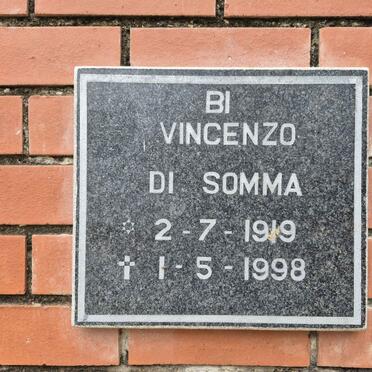 BI
VINCENZO
DI SOMMA
✡ 2-7-1919
✝ 1-5-1998